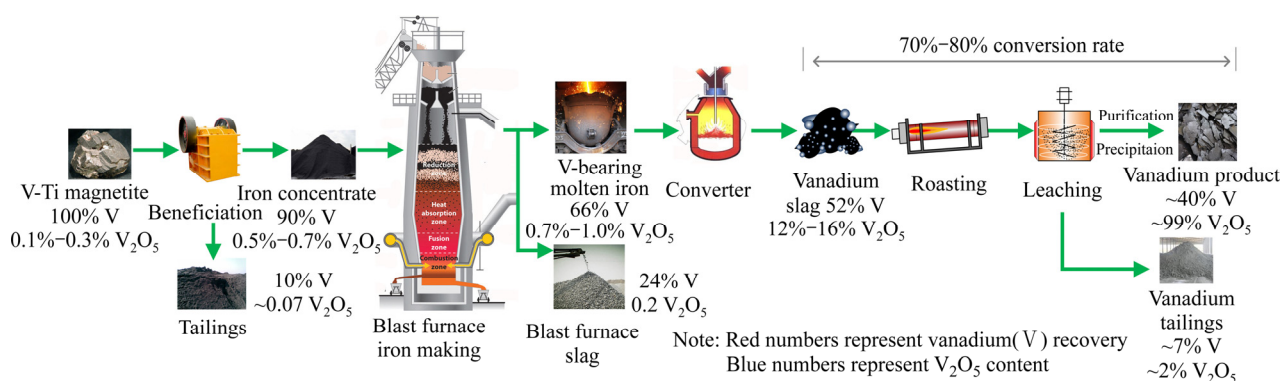 70%−80% conversion rate
V-Ti magnetite
100% V
0.1%−0.3% V₂O₅
Beneficiation
Iron concentrate
90% V
0.5%−0.7% V₂O₅
Tailings
10% V
~0.07 V₂O₅
Reduction
zone
Heat
absorption
zone
Fusion
zone
Combustion
zone
Blast furnace
iron making
V-bearing
molten iron
66% V
0.7%−1.0% V₂O₅
24% V
0.2 V₂O₅
Blast furnace
slag
Converter
Vanadium
slag 52% V
12%−16% V₂O₅
Roasting
Leaching
Purification
Precipitaion
Vanadium product
~40% V
~99% V₂O₅
Vanadium
tailings
~7% V
~2% V₂O₅
Note: Red numbers represent vanadium(V) recovery
Blue numbers represent V₂O₅ content